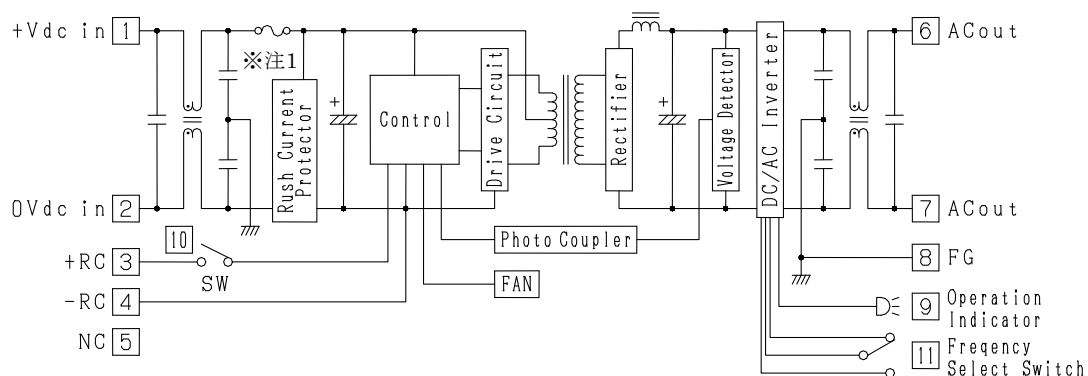 +Vdc in 1
※注1
+
Control
Rush Current
Protector
Drive Circuit
Rectifier
+
Voltage Detector
DC/AC Inverter
6 ACout
0Vdc in 2
7 ACout
10
+RC 3
SW
Photo Coupler
8 FG
FAN
-RC 4
9 Operation
Indicator
NC 5
11 Freqency
Select Switch